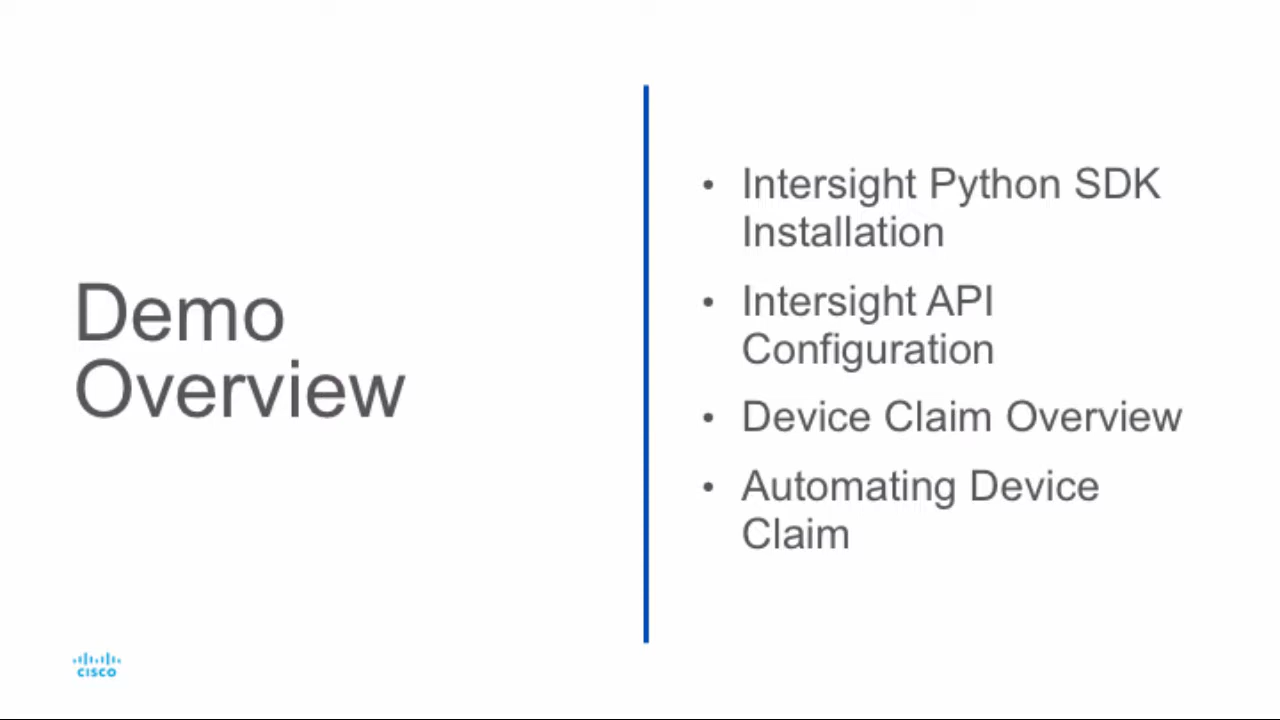 Demo
Overview
• Intersight Python SDK
Installation
• Intersight API
Configuration
• Device Claim Overview
• Automating Device
Claim
CISCO